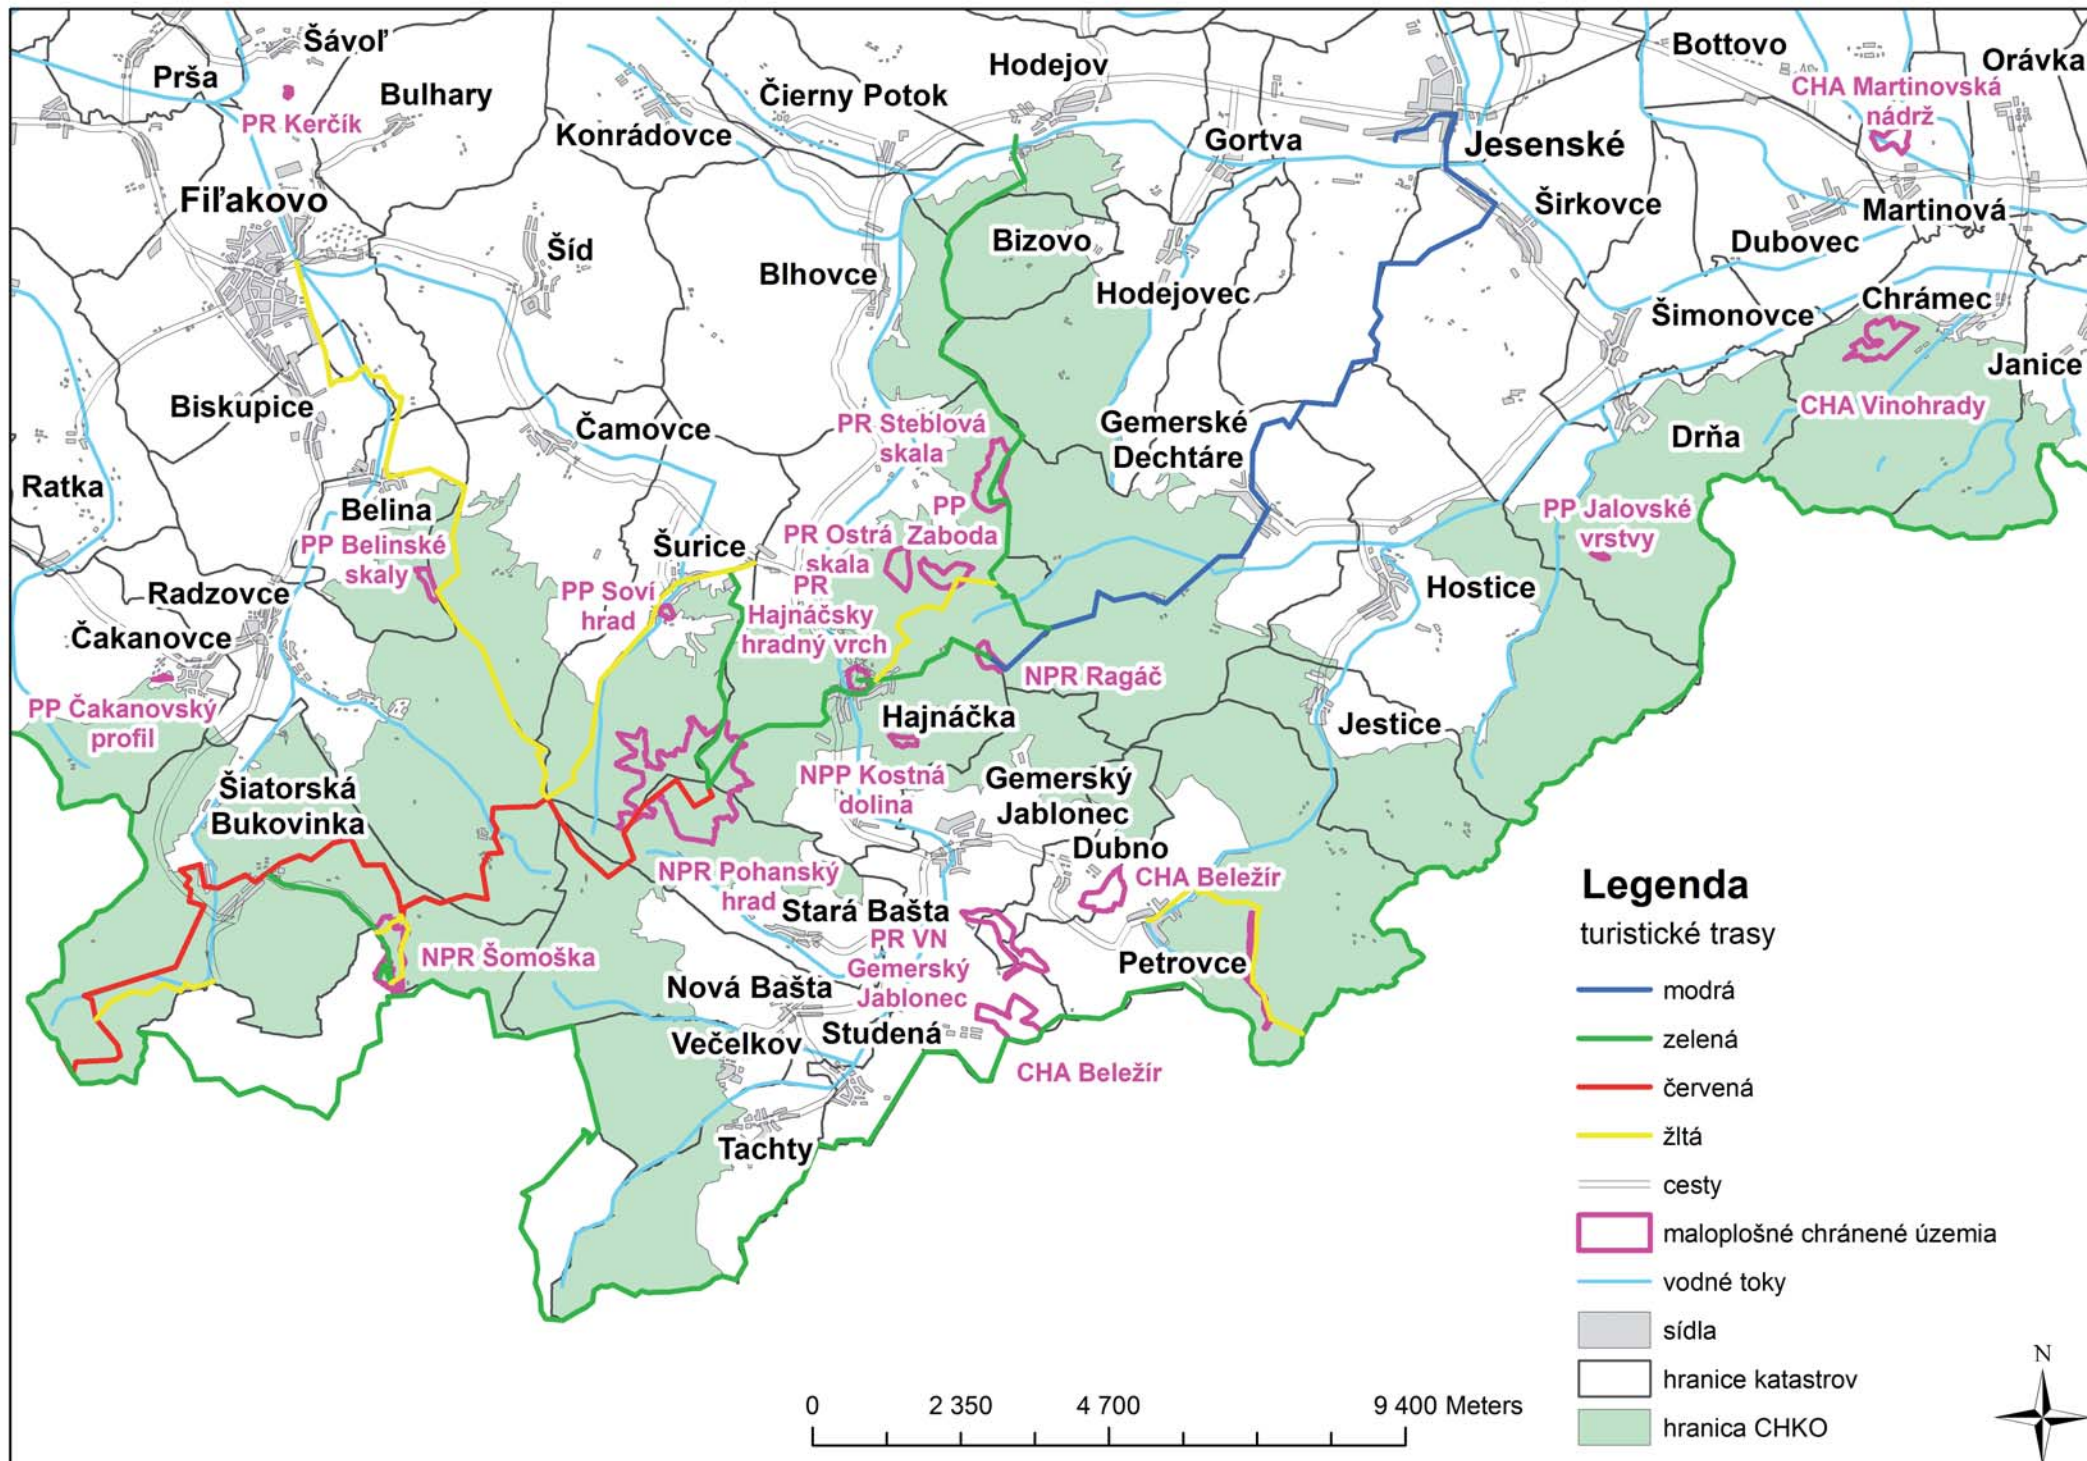 Šávoľ
Prša
Bulhary
PR Kerčík
Fiľakovo
Šíd
Konrádovce
Čierny Potok
Hodejov
Gortva
Jesenské
Bottovo
Orávka
CHA Martinovská
nádrž
Martinová
Širkovce
Dubovec
Bizovo
Blhovce
Hodejovec
Šimonovce
Chrámec
Janice
CHA Vinohrady
Drňa
Biskupice
Čamovce
PR Steblová
skala
Gemerské
Dechtáre
Ratka
Belina
PP Belinské
skaly
Šurice
PP
Zaboda
PR Ostrá
skala
PR
Hajnáčsky
hradný vrch
PP Soví
hrad
PP Jalovské
vrstvy
Hostice
Radzovce
Čakanovce
PP Čakanovský
profil
NPR Ragáč
Hajnáčka
Jestice
NPP Kostná
dolina
Gemerský
Jablonec
Šiatorská
Bukovinka
Dubno
CHA Beležír
NPR Pohanský
hrad
Stará Bašta
PR VN
Gemerský
Jablonec
NPR Šomoška
Petrovce
Nová Bašta
Večelkov
Studená
CHA Beležír
Tachty
Legenda
turistické trasy
modrá
zelená
červená
žltá
cesty
maloplošné chránené územia
vodné toky
sídla
hranice katastrov
hranica CHKO
N
0 2 350 4 700 9 400 Meters